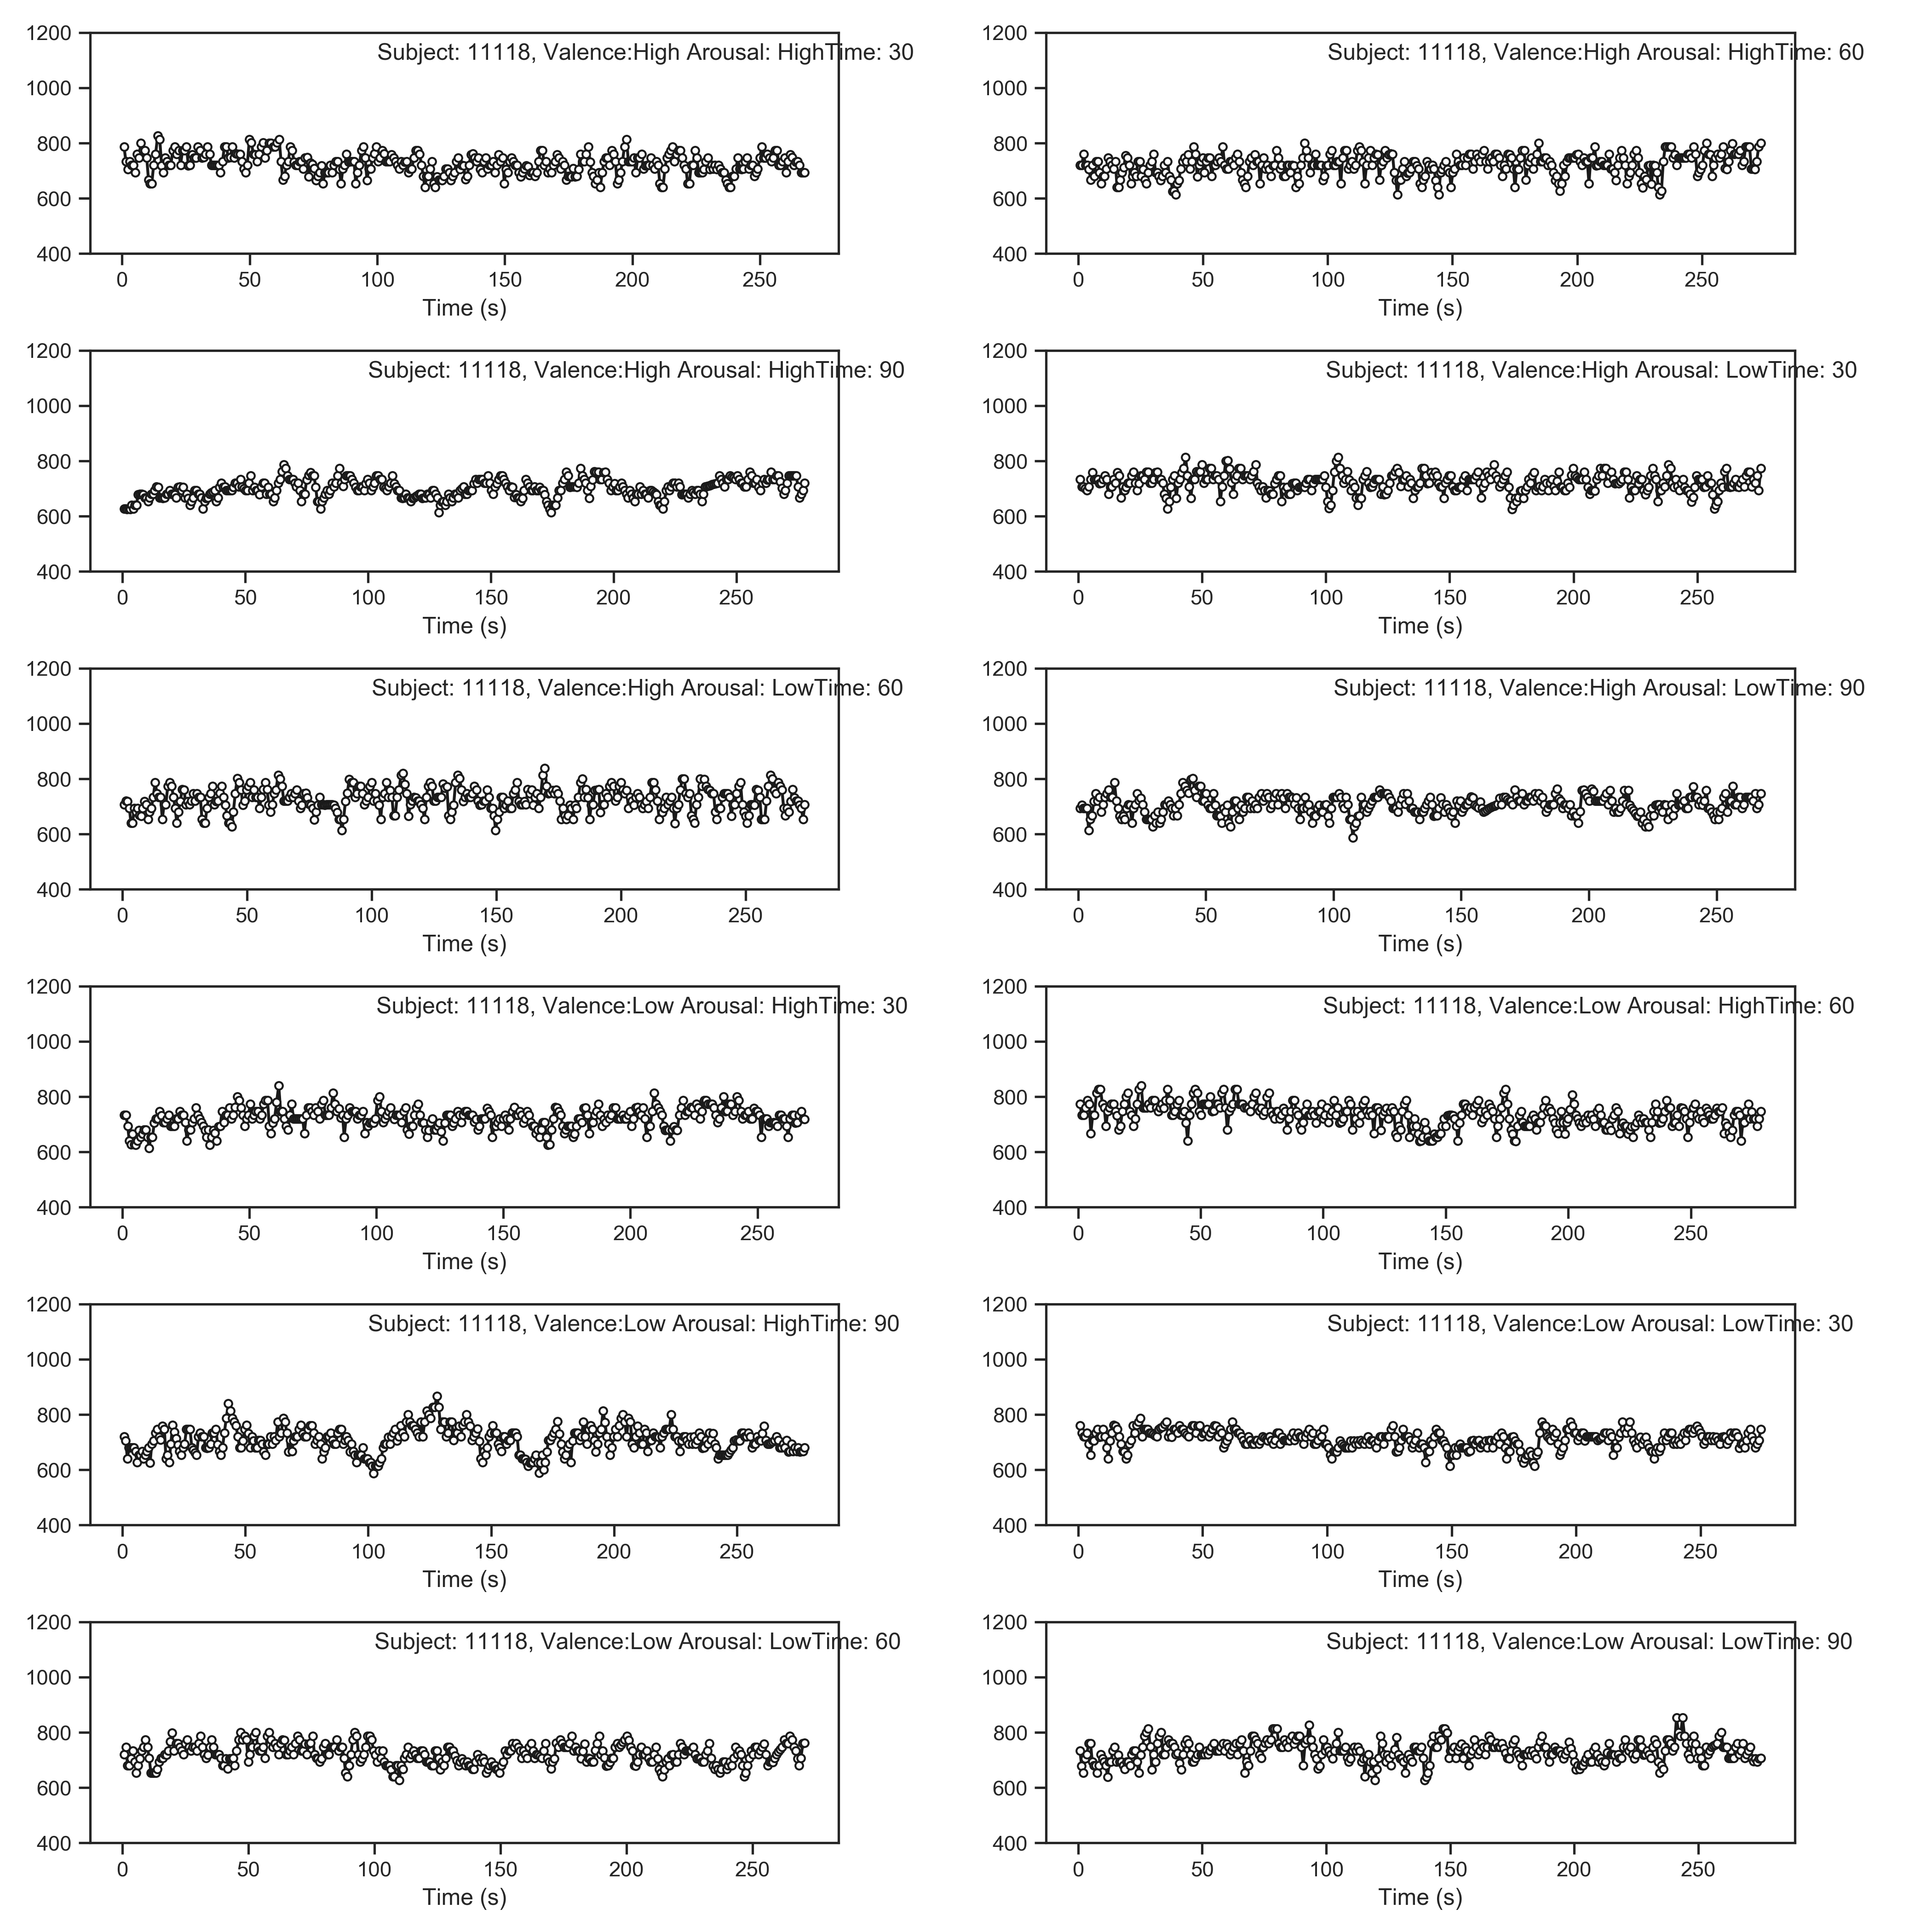 Subject: 11118, Valence:High Arousal: HighTime: 30
1200
1000
800
600
400
0 50 100 150 200 250
Time (s)
Subject: 11118, Valence:High Arousal: HighTime: 60
1200
1000
800
600
400
0 50 100 150 200 250
Time (s)
Subject: 11118, Valence:High Arousal: HighTime: 90
1200
1000
800
600
400
0 50 100 150 200 250
Time (s)
Subject: 11118, Valence:High Arousal: LowTime: 30
1200
1000
800
600
400
0 50 100 150 200 250
Time (s)
Subject: 11118, Valence:High Arousal: LowTime: 60
1200
1000
800
600
400
0 50 100 150 200 250
Time (s)
Subject: 11118, Valence:High Arousal: LowTime: 90
1200
1000
800
600
400
0 50 100 150 200 250
Time (s)
Subject: 11118, Valence:Low Arousal: HighTime: 30
1200
1000
800
600
400
0 50 100 150 200 250
Time (s)
Subject: 11118, Valence:Low Arousal: HighTime: 60
1200
1000
800
600
400
0 50 100 150 200 250
Time (s)
Subject: 11118, Valence:Low Arousal: HighTime: 90
1200
1000
800
600
400
0 50 100 150 200 250
Time (s)
Subject: 11118, Valence:Low Arousal: LowTime: 30
1200
1000
800
600
400
0 50 100 150 200 250
Time (s)
Subject: 11118, Valence:Low Arousal: LowTime: 60
1200
1000
800
600
400
0 50 100 150 200 250
Time (s)
Subject: 11118, Valence:Low Arousal: LowTime: 90
1200
1000
800
600
400
0 50 100 150 200 250
Time (s)